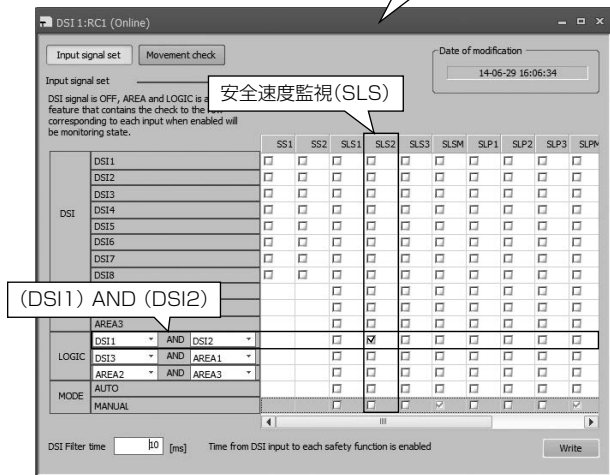 DSI 1:RC1 (Online)
Input signal set Movement check
Date of modification
14-06-29 16:06:34
Input signal set
DSI signal is OFF, AREA and LOGIC is a
feature that contains the check to the
corresponding to each input when enabled will
be monitoring state.
安全速度監視(SLS)
SS1 SS2 SLS1 SLS2 SLS3 SLSM SLP1 SLP2 SLP3 SLPM
DSI
DSI1
DSI2
DSI3
DSI4
DSI5
DSI6
DSI7
DSI8
(DSI1) AND (DSI2)
AREA3
LOGIC
DSI1 AND DSI2
DSI3 AND AREA1
AREA2 AND AREA3
MODE
AUTO
MANUAL
DSI Filter time 10 [ms] Time from DSI input to each safety function is enabled
Write